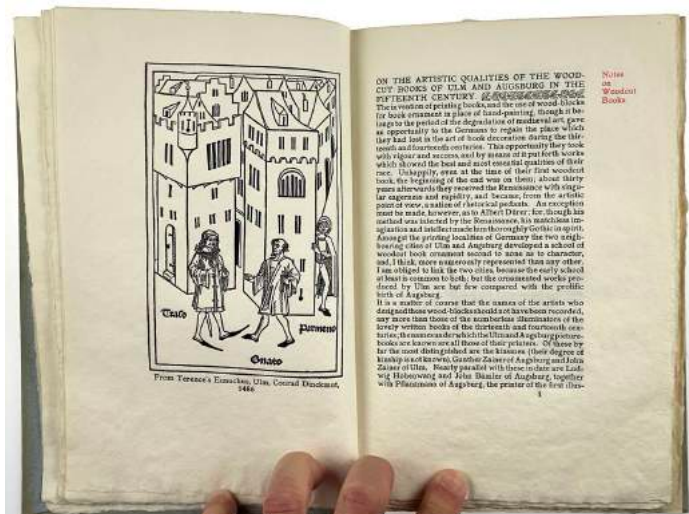 Traso
Parmeno
Gnato
From Terence's Eunuchus, Ulm, Conrad Dinckmut,
1486
ON THE ARTISTIC QUALITIES OF THE WOOD-
CUT BOOKS OF ULM AND AUGSBURG IN THE
FIFTEENTH CENTURY
Notes
on
Woodcut
Books
The invention of printing books, and the use of wood-blocks
for book ornament in place of hand-painting, though it be-
longs to the period of the degradation of mediæval art, gave
an opportunity to the Germans to regain the place which
they had lost in the art of book decoration during the thir-
teenth and fourteenth centuries. This opportunity they took
with vigour and success, and by means of it put forth works
which showed the best and most essential qualities of their
race. Unhappily, even at the time of their first woodcut
book, the beginning of the end was on them; about thirty
years afterwards they received the Renaissance with singu-
lar eagerness and rapidity, and became, from the artistic
point of view, a nation of rhetorical pedants. An exception
must be made, however, as to Albert Dürer; for, though his
method was infected by the Renaissance, his matchless im-
agination and intellect made him thoroughly Gothic in spirit.
Amongst the printing localities of Germany the two neigh-
bouring cities of Ulm and Augsburg developed a school of
woodcut book ornament second to none as to character,
and, I think, more numerously represented than any other.
I am obliged to link the two cities, because the early school
at least is common to both; but the ornamented works pro-
duced by Ulm are but few compared with the prolific
birth of Augsburg.
It is a matter of course that the names of the artists who
designed these wood-blocks should not have been recorded,
any more than those of the numberless illuminators of the
lovely written books of the thirteenth and fourteenth cen-
turies; the names under which the Ulm and Augsburg picture-
books are known are all those of their printers. Of these by
far the most distinguished are the kinsmen (their degree of
kinship is not known), Gunther Zainer of Augsburg and John
Zainer of Ulm. Nearly parallel with these in date are Lud-
wig Hohenwang and John Bämler of Augsburg, together
with Pflanzmann of Augsburg, the printer of the first illus-
1